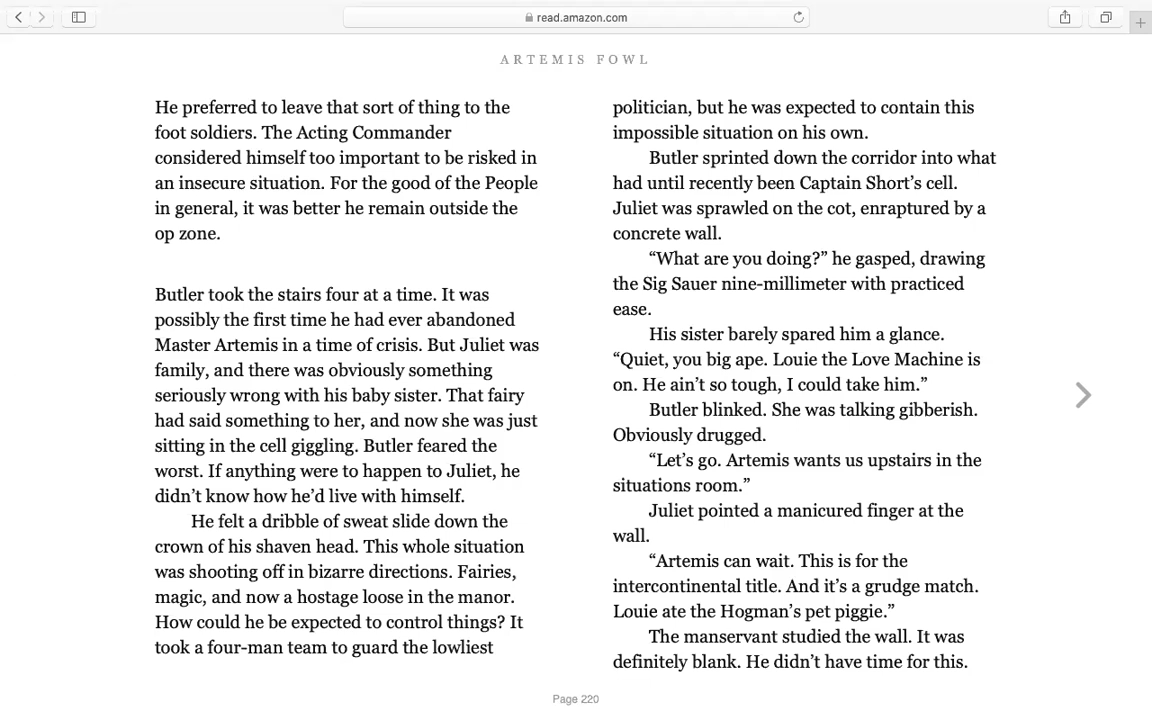 read.amazon.com
ARTEMIS FOWL
He preferred to leave that sort of thing to the
foot soldiers. The Acting Commander
considered himself too important to be risked in
an insecure situation. For the good of the People
in general, it was better he remain outside the
op zone.
Butler took the stairs four at a time. It was
possibly the first time he had ever abandoned
Master Artemis in a time of crisis. But Juliet was
family, and there was obviously something
seriously wrong with his baby sister. That fairy
had said something to her, and now she was just
sitting in the cell giggling. Butler feared the
worst. If anything were to happen to Juliet, he
didn’t know how he’d live with himself.
He felt a dribble of sweat slide down the
crown of his shaven head. This whole situation
was shooting off in bizarre directions. Fairies,
magic, and now a hostage loose in the manor.
How could he be expected to control things? It
took a four-man team to guard the lowliest
politician, but he was expected to contain this
impossible situation on his own.
Butler sprinted down the corridor into what
had until recently been Captain Short’s cell.
Juliet was sprawled on the cot, enraptured by a
concrete wall.
“What are you doing?” he gasped, drawing
the Sig Sauer nine-millimeter with practiced
ease.
His sister barely spared him a glance.
“Quiet, you big ape. Louie the Love Machine is
on. He ain’t so tough, I could take him.”
Butler blinked. She was talking gibberish.
Obviously drugged.
“Let’s go. Artemis wants us upstairs in the
situations room.”
Juliet pointed a manicured finger at the
wall.
“Artemis can wait. This is for the
intercontinental title. And it’s a grudge match.
Louie ate the Hogman’s pet piggie.”
The manservant studied the wall. It was
definitely blank. He didn’t have time for this.
Page 220